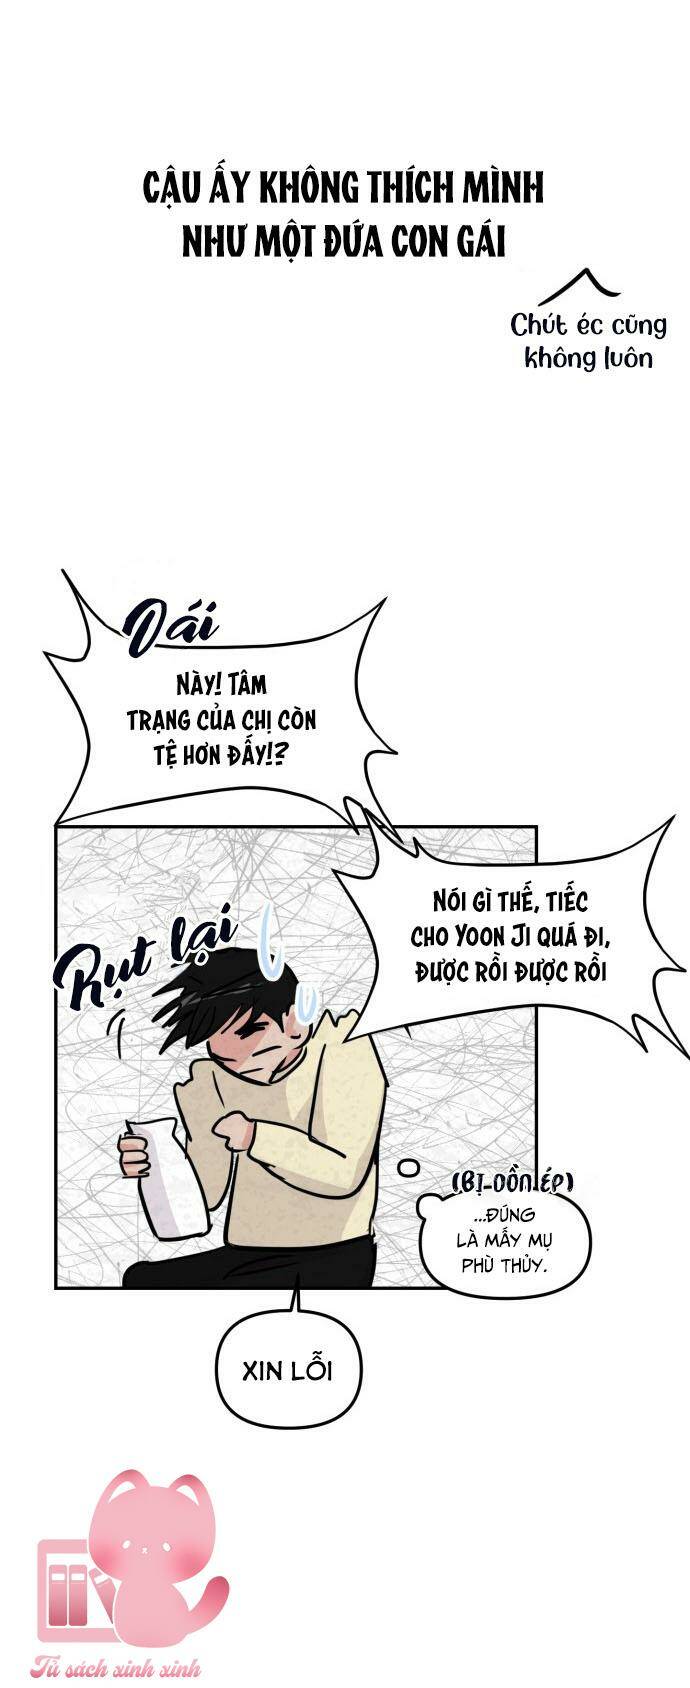 CẬU ẤY KHÔNG THÍCH MÌNH
NHƯ MỘT ĐỨA CON GÁI
Chút éc cũng
không luôn
Oái
NÀY! TÂM
TRẠNG CỦA CHỊ CÒN
TỆ HƠN ĐẤY!?
NÓI GÌ THẾ, TIẾC
CHO YOON JI QUÁ ĐI,
ĐƯỢC RỒI ĐƯỢC RỒI
Rụt lại
(BỊ DỒN ÉP)
...ĐÚNG
LÀ MẤY MỤ
PHÙ THỦY.
XIN LỖI
Tủ sách xinh xinh